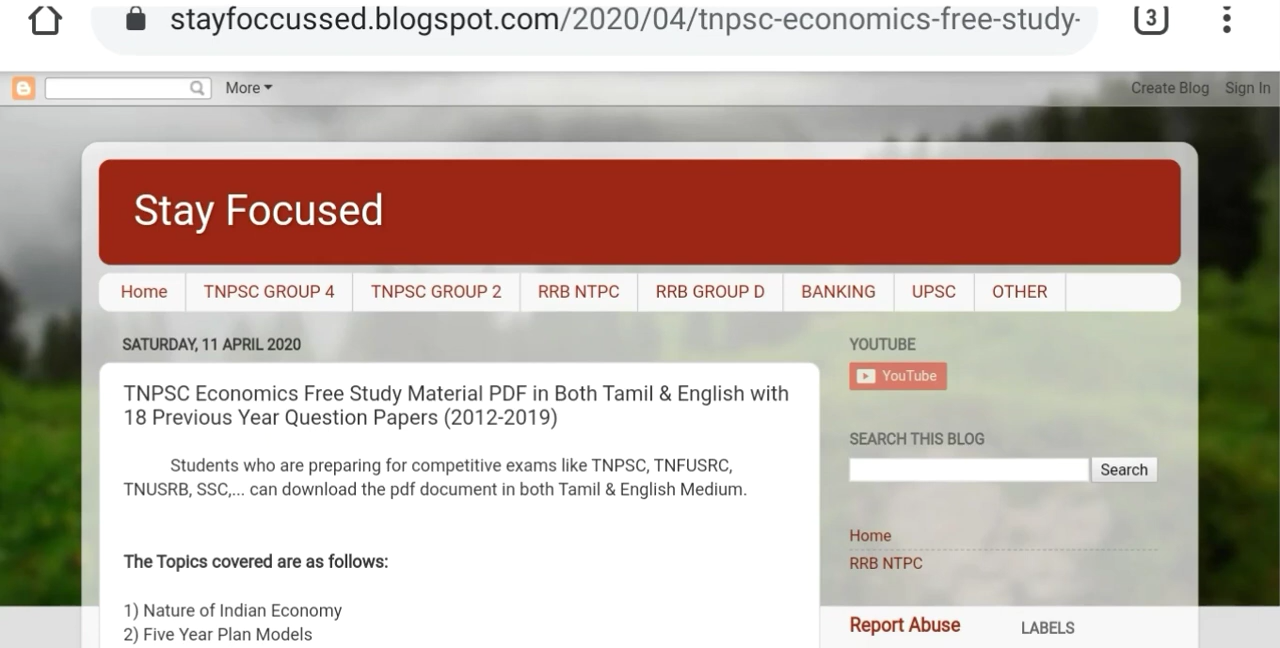 stayfoccussed.blogspot.com/2020/04/tnpsc-economics-free-study-
3
More
Create Blog Sign In
Stay Focused
Home TNPSC GROUP 4 TNPSC GROUP 2 RRB NTPC RRB GROUP D BANKING UPSC OTHER
SATURDAY, 11 APRIL 2020
TNPSC Economics Free Study Material PDF in Both Tamil & English with
18 Previous Year Question Papers (2012-2019)
Students who are preparing for competitive exams like TNPSC, TNFUSRC,
TNUSRB, SSC,... can download the pdf document in both Tamil & English Medium.
The Topics covered are as follows:
1) Nature of Indian Economy
2) Five Year Plan Models
YOUTUBE
YouTube
SEARCH THIS BLOG
Search
Home
RRB NTPC
Report Abuse
LABELS